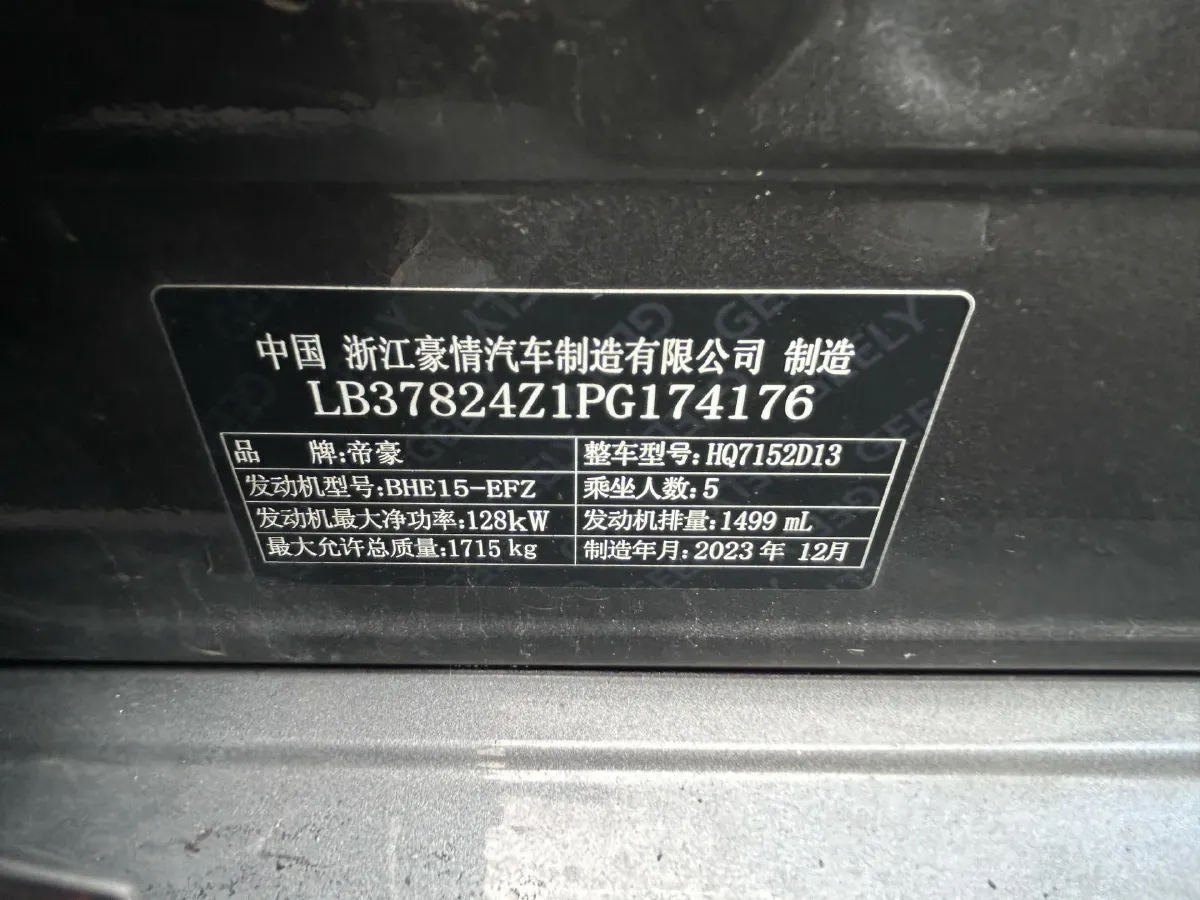 中国 浙江豪情汽车制造有限公司 制造
LB37824Z1PG174176
品 牌:帝豪 整车型号:HQ7152D13
发动机型号:BHE15-EFZ 乘坐人数:5
发动机最大净功率:128kW 发动机排量:1499 mL
最大允许总质量:1715 kg 制造年月:2023 年 12月
GEELY
GEELY
GEELY